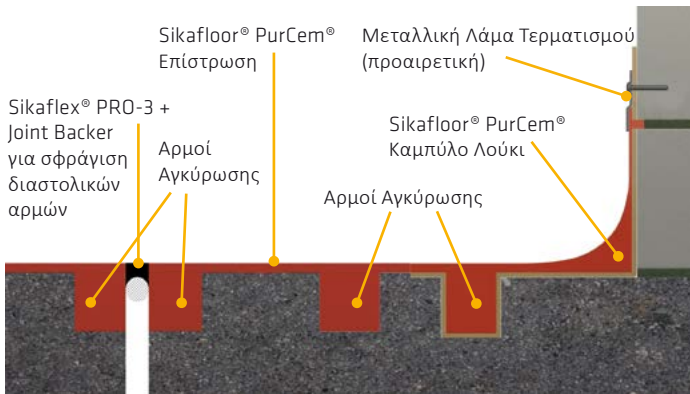 Sikafloor® PurCem®
Επίστρωση
Μεταλλική Λάμα Τερματισμού
(προαιρετική)
Sikaflex® PRO-3 +
Joint Backer
για σφράγιση
διαστολικών
αρμών
Αρμοί
Αγκύρωσης
Sikafloor® PurCem®
Καμπύλο Λούκι
Αρμοί Αγκύρωσης